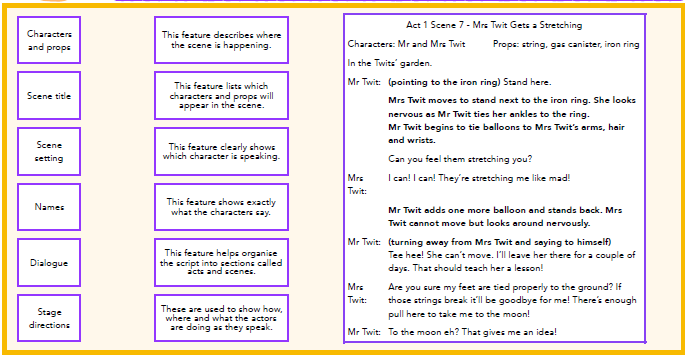 Characters
and props
Scene title
Scene
setting
Names
Dialogue
Stage
directions
This feature describes where
the scene is happening.
This feature lists which
characters and props will
appear in the scene.
This feature clearly shows
which character is speaking.
This feature shows exactly
what the characters say.
This feature helps organise
the script into sections called
acts and scenes.
These are used to show how,
where and what the actors
are doing as they speak.
Act 1 Scene 7 - Mrs Twit Gets a Stretching
Characters: Mr and Mrs Twit Props: string, gas canister, iron ring
In the Twits' garden.
Mr Twit: (pointing to the iron ring) Stand here.
Mrs Twit moves to stand next to the iron ring. She looks
nervous as Mr Twit ties her ankles to the ring.
Mr Twit begins to tie balloons to Mrs Twit's arms, hair
and wrists.
Can you feel them stretching you?
Mrs Twit: I can! I can! They're stretching me like mad!
Mr Twit adds one more balloon and stands back. Mrs
Twit cannot move but looks around nervously.
Mr Twit: (turning away from Mrs Twit and saying to himself)
Tee hee! She can't move. I'll leave her there for a couple of
days. That should teach her a lesson!
Mrs Twit: Are you sure my feet are tied properly to the ground? If
those strings break it'll be goodbye for me! There's enough
pull here to take me to the moon!
Mr Twit: To the moon eh? That gives me an idea!